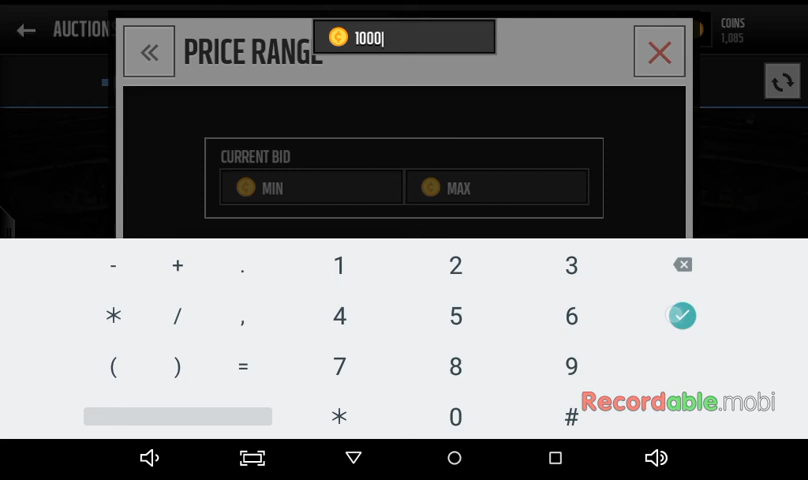 AUCTION
COINS
1,085
PRICE RANGE
1000
CURRENT BID
MIN MAX
- + . 1 2 3
* / , 4 5 6
( ) = 7 8 9
* 0 #
Recordable.mobi